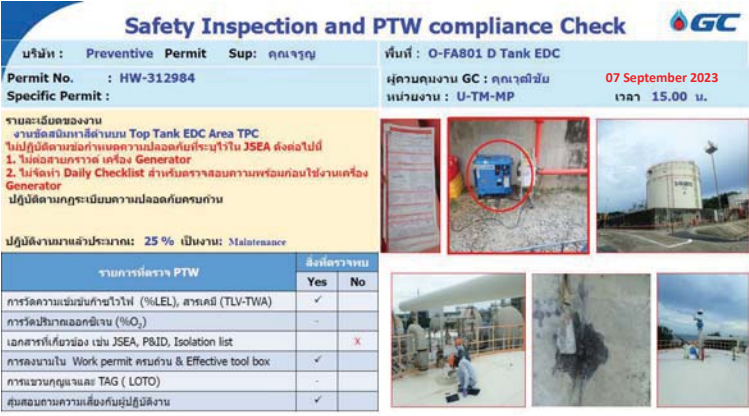 Safety Inspection and PTW compliance Check
GC
บริษัท : Preventive Permit Sup: คุณจรูญ
พื้นที่ : O-FA801 D Tank EDC
Permit No. : HW-312984
ผู้ควบคุมงาน GC : คุณวุฒิชัย
07 September 2023
Specific Permit :
หน่วยงาน : U-TM-MP
เวลา 15.00 น.
รายละเอียดของงาน
งานขัดสนิมทาสีด้านบน Top Tank EDC Area TPC
ไม่ปฏิบัติตามข้อกำหนดความปลอดภัยที่ระบุไว้ใน JSEA ดังต่อไปนี้
1. ไม่ต่อสายกราวด์ เครื่อง Generator
2. ไม่จัดทำ Daily Checklist สำหรับตรวจสอบความพร้อมก่อนใช้งานเครื่อง
Generator
ปฏิบัติตามกฎระเบียบความปลอดภัยครบถ้วน
ปฏิบัติงานมาแล้วประมาณ: 25 % เป็นงาน: Maintenance
รายการที่ตรวจ PTW
สิ่งที่ตรวจพบ
Yes No
การวัดความเข้มข้นก๊าซไวไฟ (%LEL), สารเคมี (TLV-TWA) ✓
การวัดปริมาณออกซิเจน (%O₂) -
เอกสารที่เกี่ยวข้อง เช่น JSEA, P&ID, Isolation list X
การลงนามใน Work permit ครบถ้วน & Effective tool box ✓
การแขวนกุญแจและ TAG ( LOTO) -
สุ่มสอบถามความเสี่ยงกับผู้ปฏิบัติงาน ✓